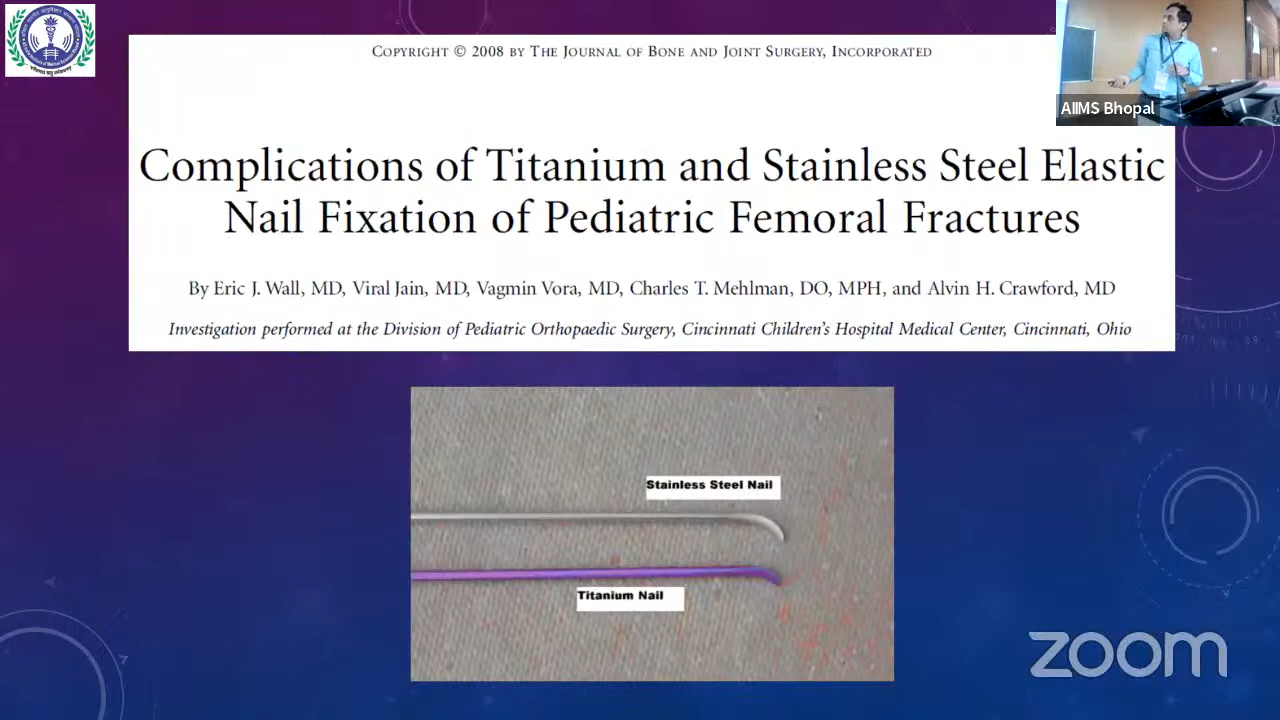 COPYRIGHT © 2008 BY THE JOURNAL OF BONE AND JOINT SURGERY, INCORPORATED
AIIMS Bhopal
Complications of Titanium and Stainless Steel Elastic
Nail Fixation of Pediatric Femoral Fractures
By Eric J. Wall, MD, Viral Jain, MD, Vagmin Vora, MD, Charles T. Mehlman, DO, MPH, and Alvin H. Crawford, MD
Investigation performed at the Division of Pediatric Orthopaedic Surgery, Cincinnati Children's Hospital Medical Center, Cincinnati, Ohio
Stainless Steel Nail
Titanium Nail
zoom